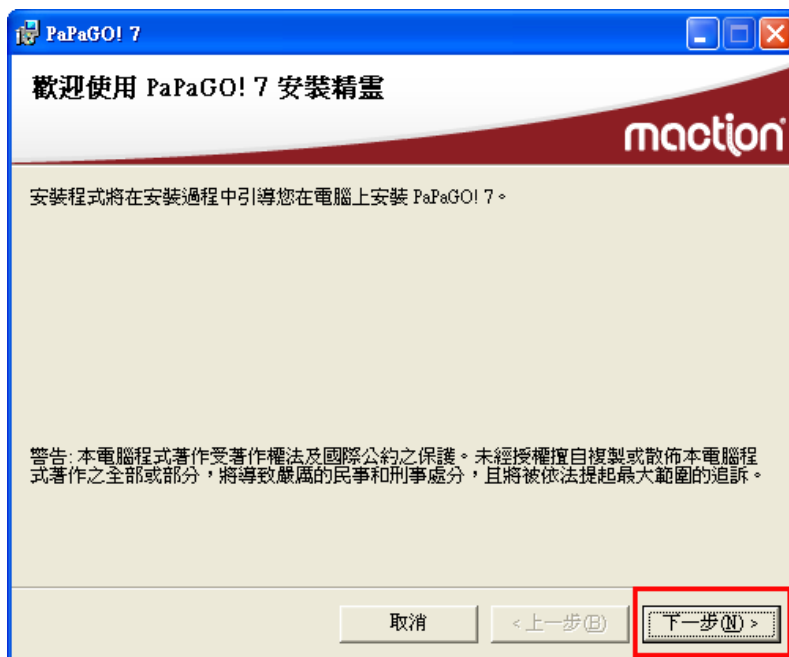 PaPaGO! 7
歡迎使用 PaPaGO! 7 安裝精靈
maction
安裝程式將在安裝過程中引導您在電腦上安裝 PaPaGO! 7。
警告: 本電腦程式著作受著作權法及國際公約之保護。未經授權擅自複製或散佈本電腦程
式著作之全部或部分，將導致嚴厲的民事和刑事處分，且將被依法提起最大範圍的追訴。
取消
<上一步(B)
下一步(N) >